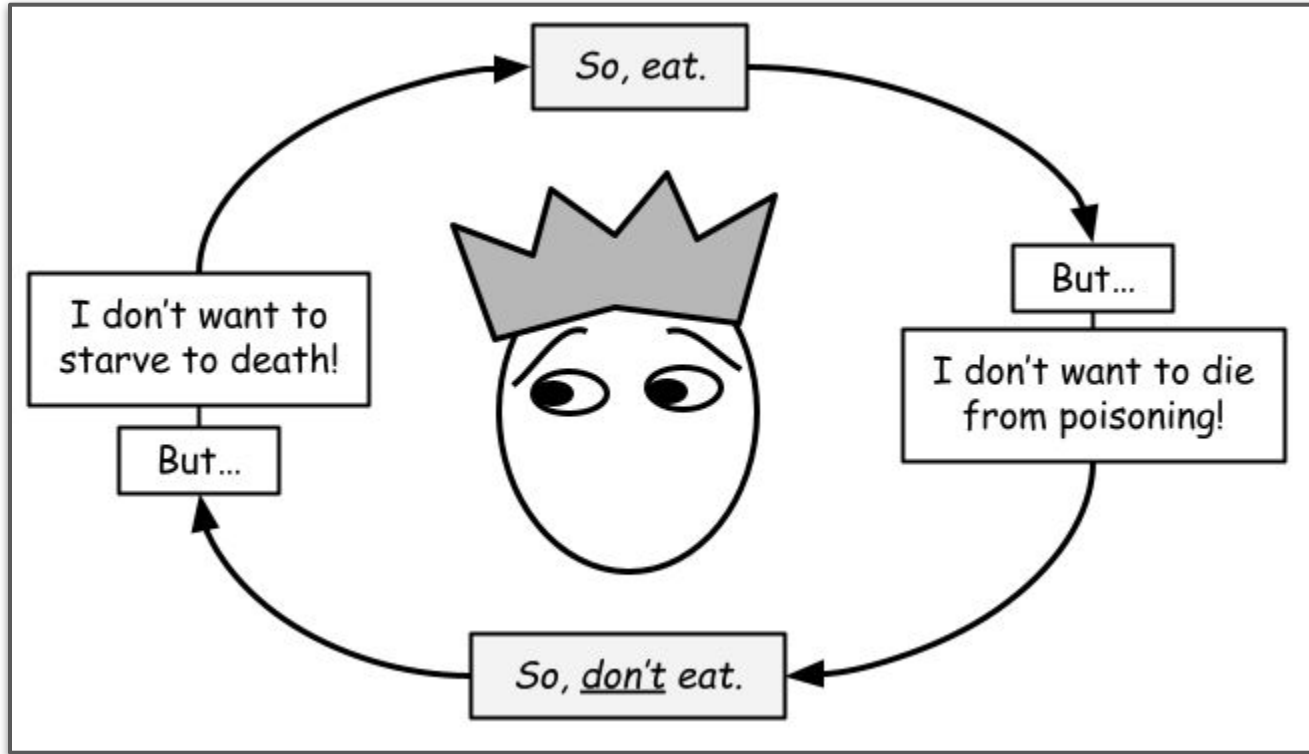 So, eat.
But…
I don't want to die
from poisoning!
So, don't eat.
But…
I don't want to
starve to death!